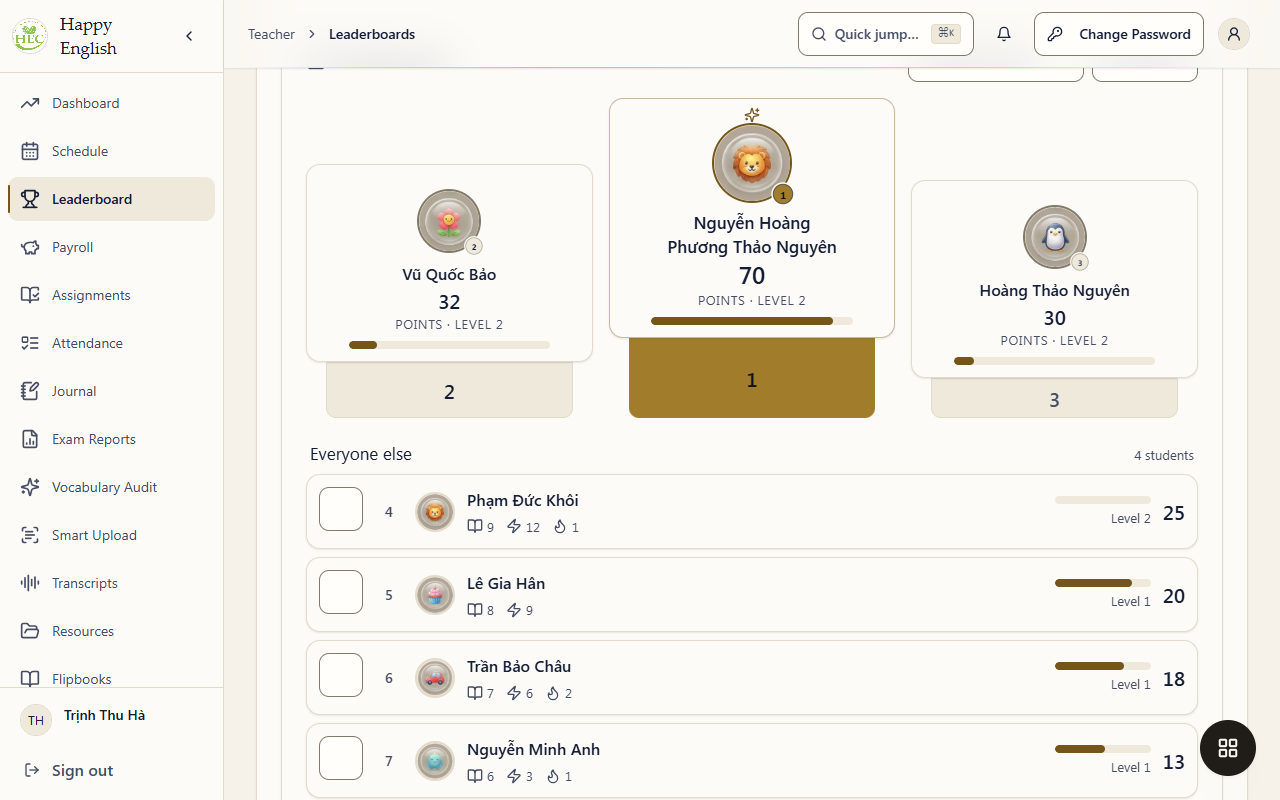 HEC
Happy
English
Teacher
Leaderboards
Quick jump...
⌘K
Change Password
Dashboard
Schedule
Leaderboard
Payroll
Assignments
Attendance
Journal
Exam Reports
Vocabulary Audit
Smart Upload
Transcripts
Resources
Flipbooks
TH
Trịnh Thu Hà
Sign out
2
Vũ Quốc Bảo
32
POINTS · LEVEL 2
2
1
Nguyễn Hoàng
Phương Thảo Nguyên
70
POINTS · LEVEL 2
1
3
Hoàng Thảo Nguyên
30
POINTS · LEVEL 2
3
Everyone else
4 students
4
Phạm Đức Khôi
9 12 1
Level 2
25
5
Lê Gia Hân
8 9
Level 1
20
6
Trần Bảo Châu
7 6 2
Level 1
18
7
Nguyễn Minh Anh
6 3 1
Level 1
13